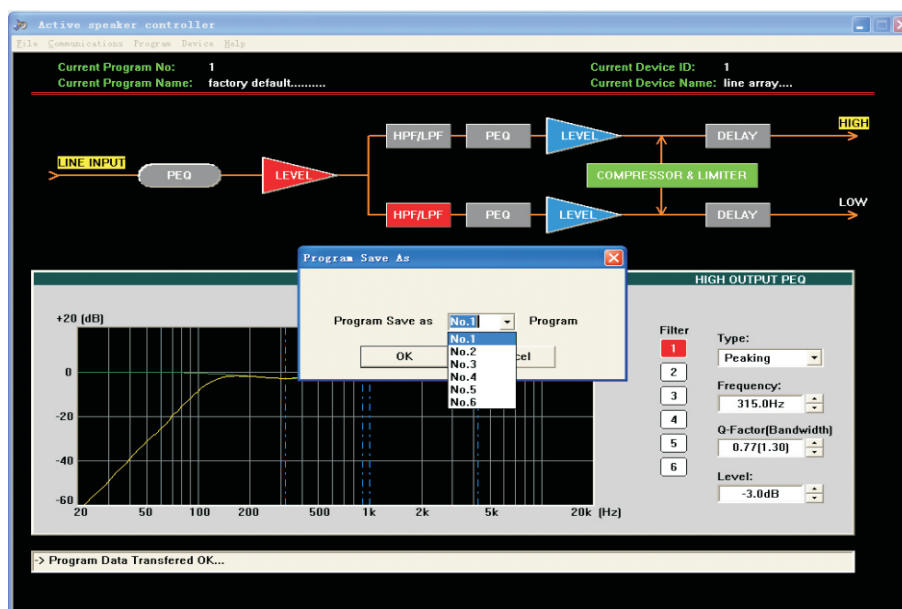 Active speaker controller
File Communications Program Device Help
Current Program No: 1
Current Device ID: 1
Current Program Name: factory default..........
Current Device Name: line array....
HIGH
HPF/LPF PEQ LEVEL DELAY
LINE INPUT
PEQ LEVEL
COMPRESSOR & LIMITER
LOW
HPF/LPF PEQ LEVEL DELAY
Program Save As
HIGH OUTPUT PEQ
Program Save as No.1 Program
No.1
No.2
No.3
No.4
No.5
No.6
OK cel
+20 (dB)
0
-20
-40
-60
20 50 100 200 500 1k 2k 5k 20k (Hz)
Filter
1
2
3
4
5
6
Type:
Peaking
Frequency:
315.0Hz
Q-Factor(Bandwidth)
0.77(1.30)
Level:
-3.0dB
-> Program Data Transfered OK...